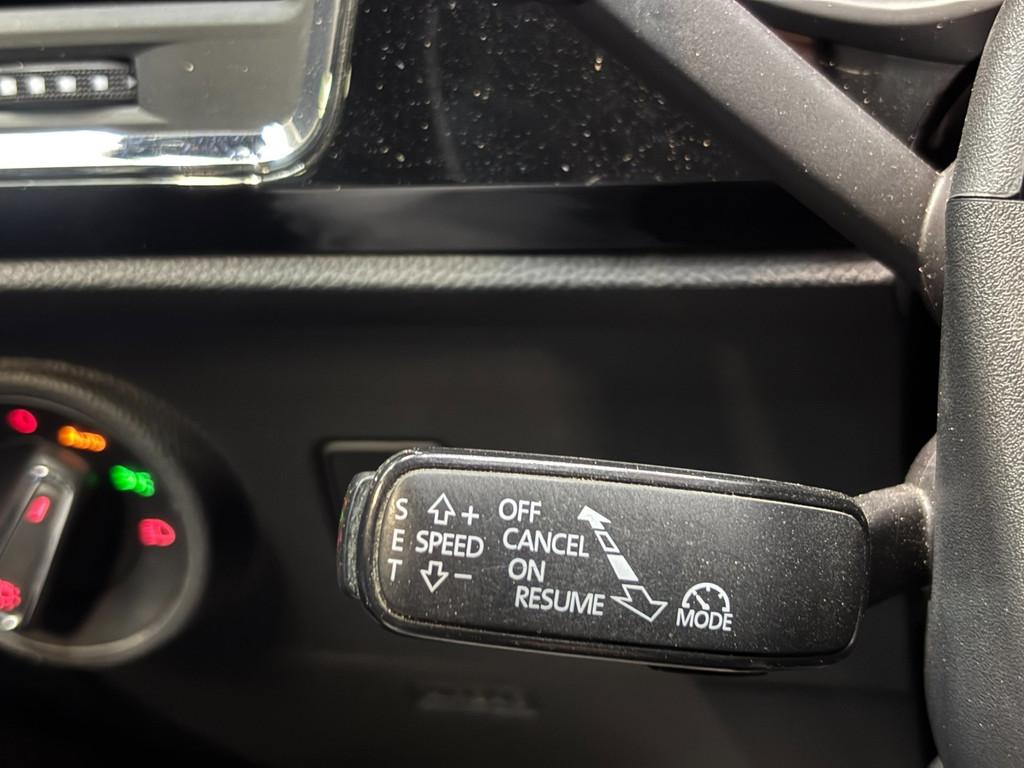 S
E
T
+
SPEED
–
OFF
CANCEL
ON
RESUME
MODE